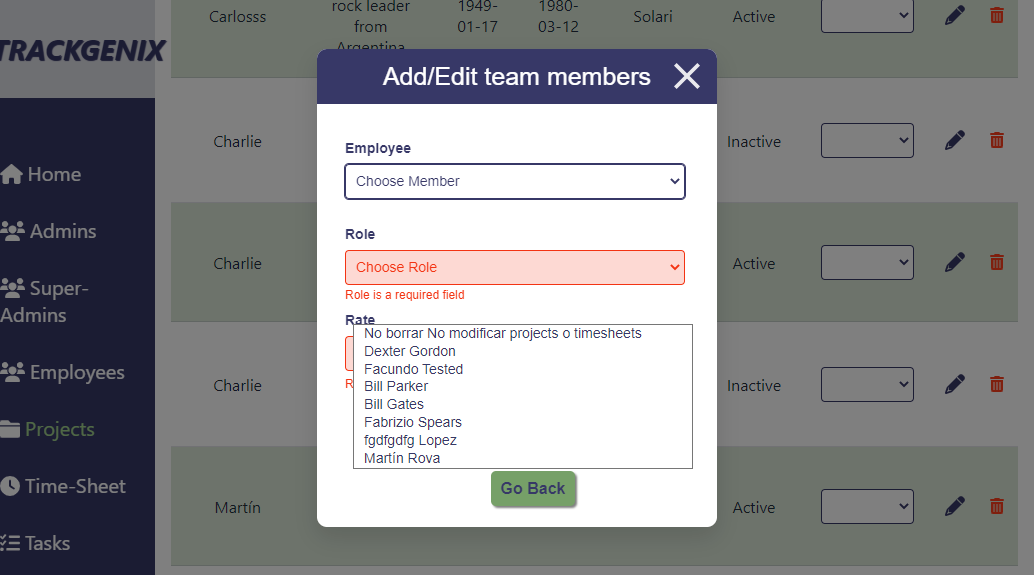 TRACKGENIX
Home
Admins
Super-
Admins
Employees
Projects
Time-Sheet
Tasks
Carlosss
rock leader
from
Argentina
1949-
01-17
1980-
03-12
Solari
Active
Charlie
Inactive
Charlie
Active
Charlie
Inactive
Martín
Active
Add/Edit team members
Employee
Choose Member
Role
Choose Role
Role is a required field
Rate
R
No borrar No modificar projects o timesheets
Dexter Gordon
Facundo Tested
Bill Parker
Bill Gates
Fabrizio Spears
fgdfgdfg Lopez
Martín Rova
Go Back